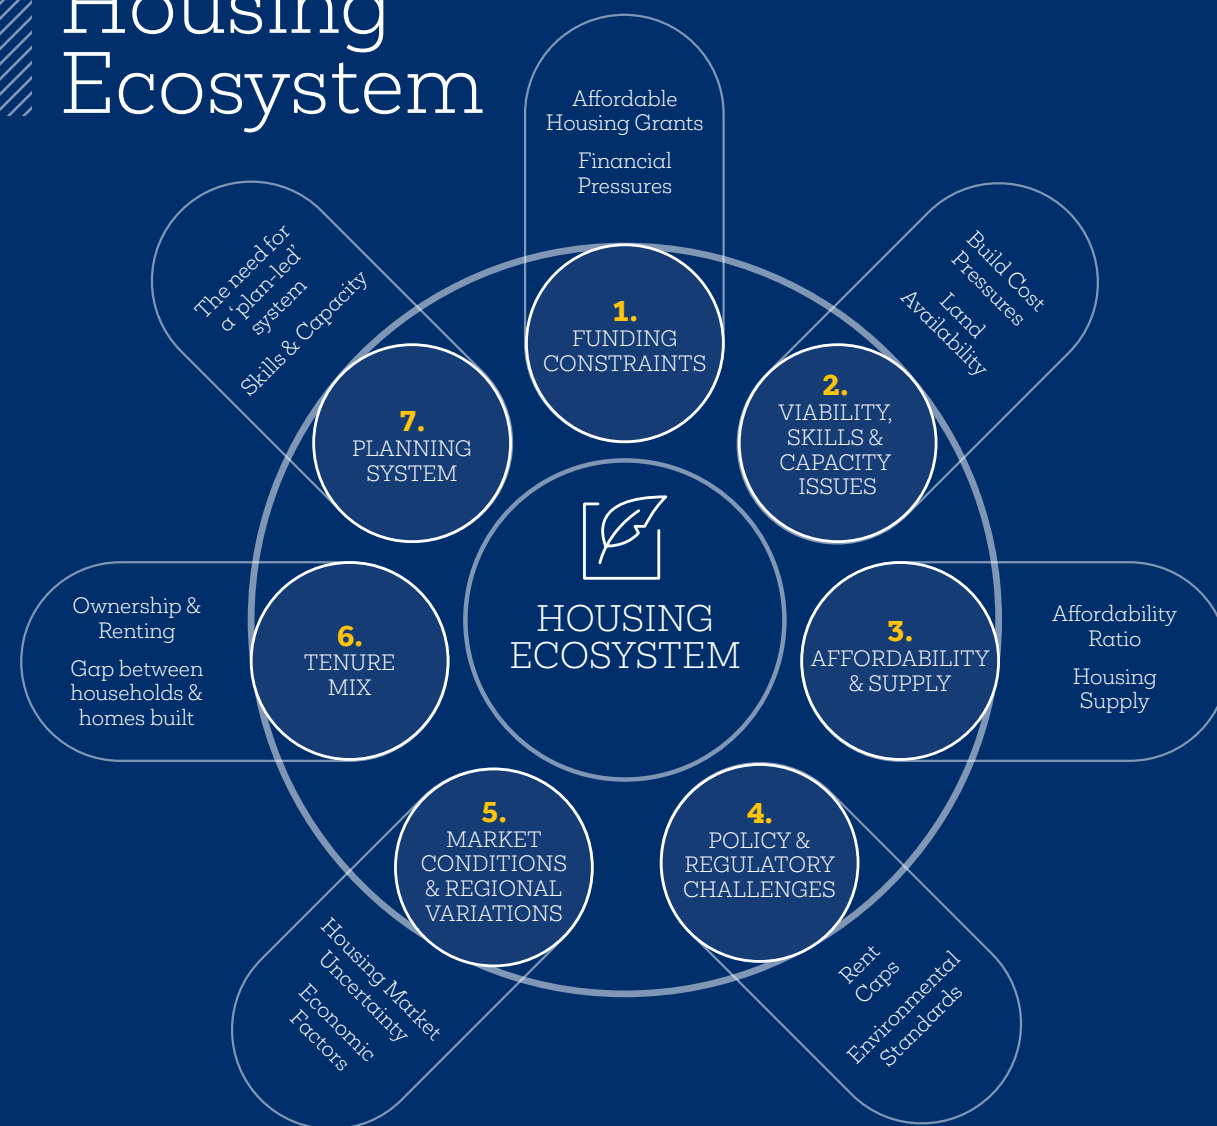 Housing
Ecosystem
Affordable
Housing Grants
Financial
Pressures
1.
FUNDING
CONSTRAINTS
Build Cost
Pressures
Land
Availability
2.
VIABILITY,
SKILLS &
CAPACITY
ISSUES
Affordability
Ratio
Housing
Supply
3.
AFFORDABILITY
& SUPPLY
Rent
Caps
Environmental
Standards
4.
POLICY &
REGULATORY
CHALLENGES
Housing Market
Uncertainty
Economic
Factors
5.
MARKET
CONDITIONS
& REGIONAL
VARIATIONS
Ownership &
Renting
Gap between
households &
homes built
6.
TENURE
MIX
The need for
a ‘plan-led’
system
Skills & Capacity
7.
PLANNING
SYSTEM
HOUSING
ECOSYSTEM